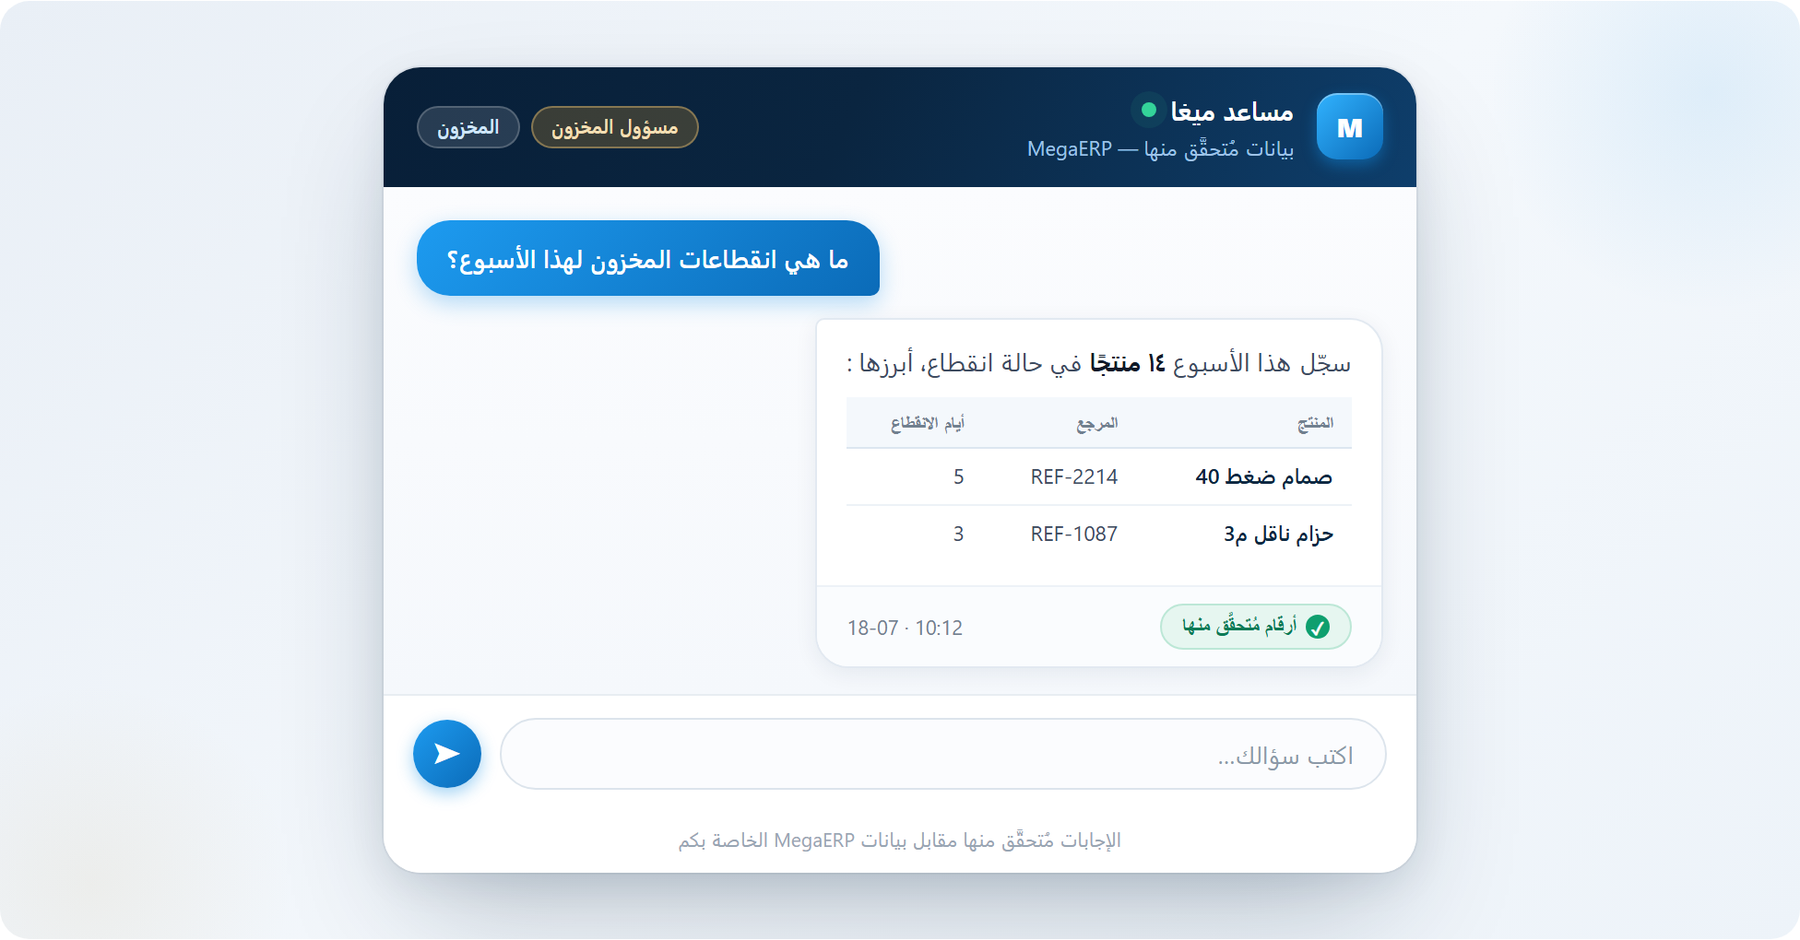 M
مساعد ميغا
بيانات مُتحقَّق منها — MegaERP
مسؤول المخزون
المخزون
ما هي انقطاعات المخزون لهذا الأسبوع؟
سجّل هذا الأسبوع ١٤ منتجًا في حالة انقطاع، أبرزها :
المنتج المرجع أيام الانقطاع
صمام ضغط 40 REF-2214 5
حزام ناقل م3 REF-1087 3
أرقام مُتحقَّق منها
18-07 · 10:12
اكتب سؤالك...
الإجابات مُتحقَّق منها مقابل بيانات MegaERP الخاصة بكم